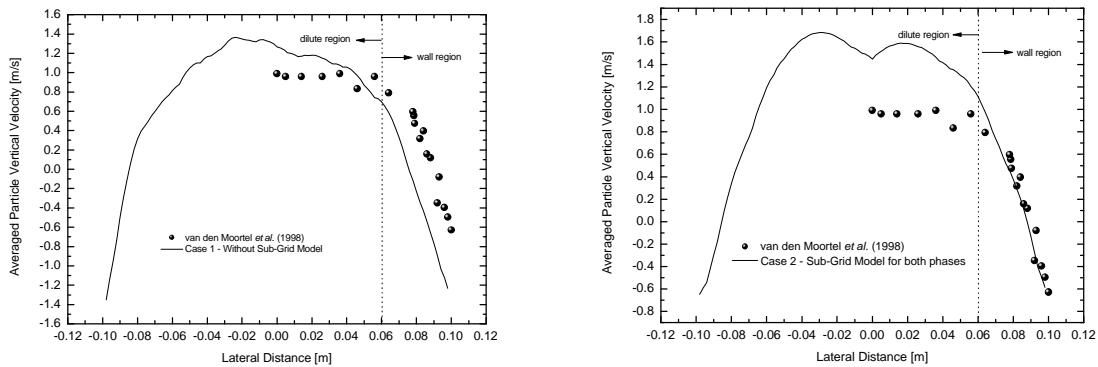 1.6
1.4
1.2
1.0
0.8
0.6
0.4
0.2
0.0
-0.2
-0.4
-0.6
-0.8
-1.0
-1.2
-1.4
-1.6
Averaged Particle Vertical Velocity [m/s]
dilute region
wall region
van den Moortel et al. (1998)
Case 1 - Without Sub-Grid Model
-0.12 -0.10 -0.08 -0.06 -0.04 -0.02 0.00 0.02 0.04 0.06 0.08 0.10 0.12
Lateral Distance [m]
1.8
1.6
1.4
1.2
1.0
0.8
0.6
0.4
0.2
0.0
-0.2
-0.4
-0.6
-0.8
Averaged Particle Vertical Velocity [m/s]
dilute region
wall region
van den Moortel et al. (1998)
Case 2 - Sub-Grid Model for both phases
-0.12 -0.10 -0.08 -0.06 -0.04 -0.02 0.00 0.02 0.04 0.06 0.08 0.10 0.12
Lateral Distance [m]